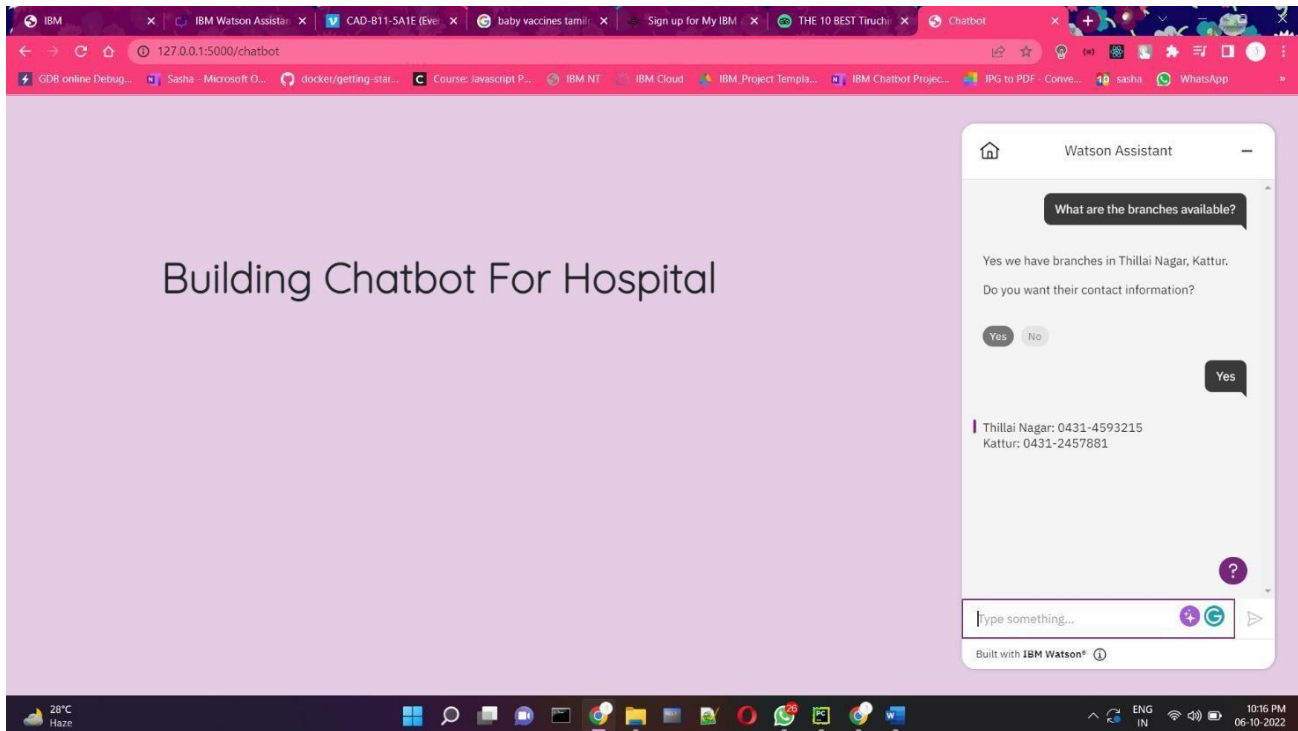 IBM
IBM Watson Assistan
CAD-B11-5A1E (Eve
baby vaccines tamil
Sign up for My IBM
THE 10 BEST Tiruchi
Chatbot
127.0.0.1:5000/chatbot
GDB online Debug...
Sasha - Microsoft O...
docker/getting-star...
Course: Javascript P...
IBM NT
IBM Cloud
IBM_Project Templa...
IBM Chatbot Projec...
JPG to PDF - Conve...
sasha
WhatsApp
»
Watson Assistant
What are the branches available?
Building Chatbot For Hospital
Yes we have branches in Thillai Nagar, Kattur.
Do you want their contact information?
Yes No
Yes
Thillai Nagar: 0431-4593215
Kattur: 0431-2457881
?
Type something...
Built with IBM Watson®
28°C
Haze
26
ENG
IN
10:16 PM
06-10-2022